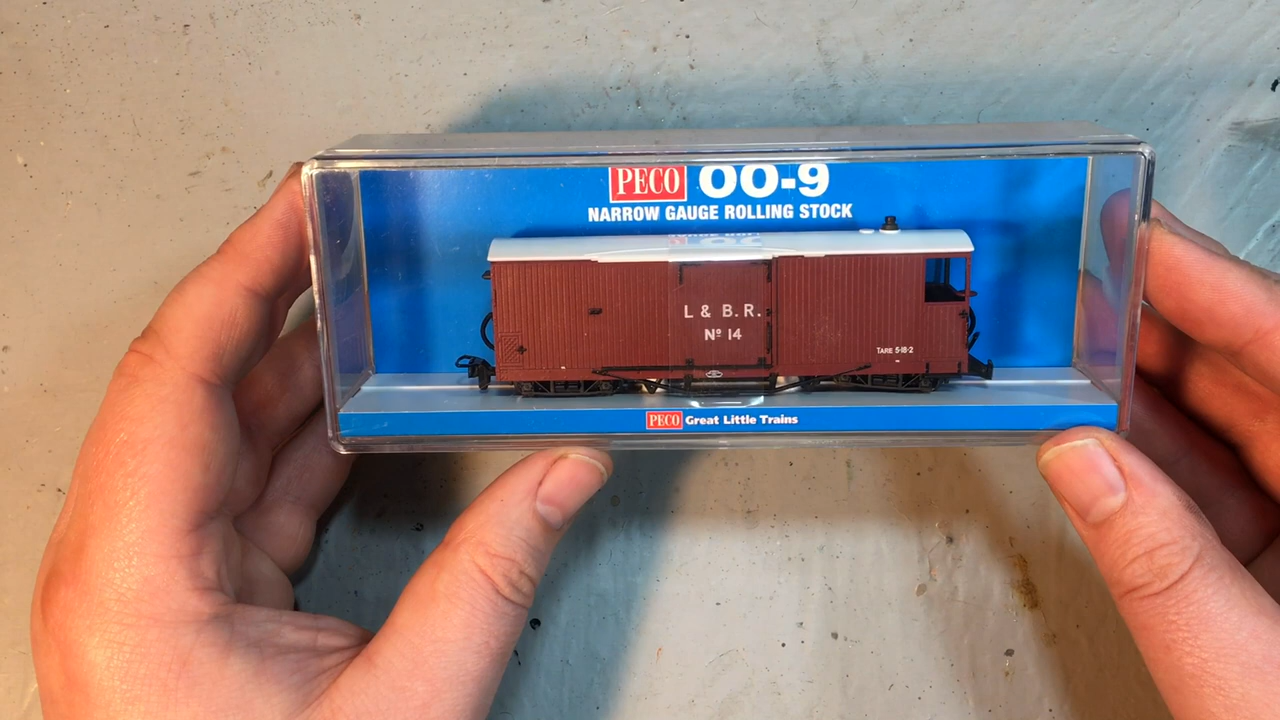 PECO OO-9
NARROW GAUGE ROLLING STOCK
L & B.R.
Nº 14
TARE 5-18-2
PECO Great Little Trains